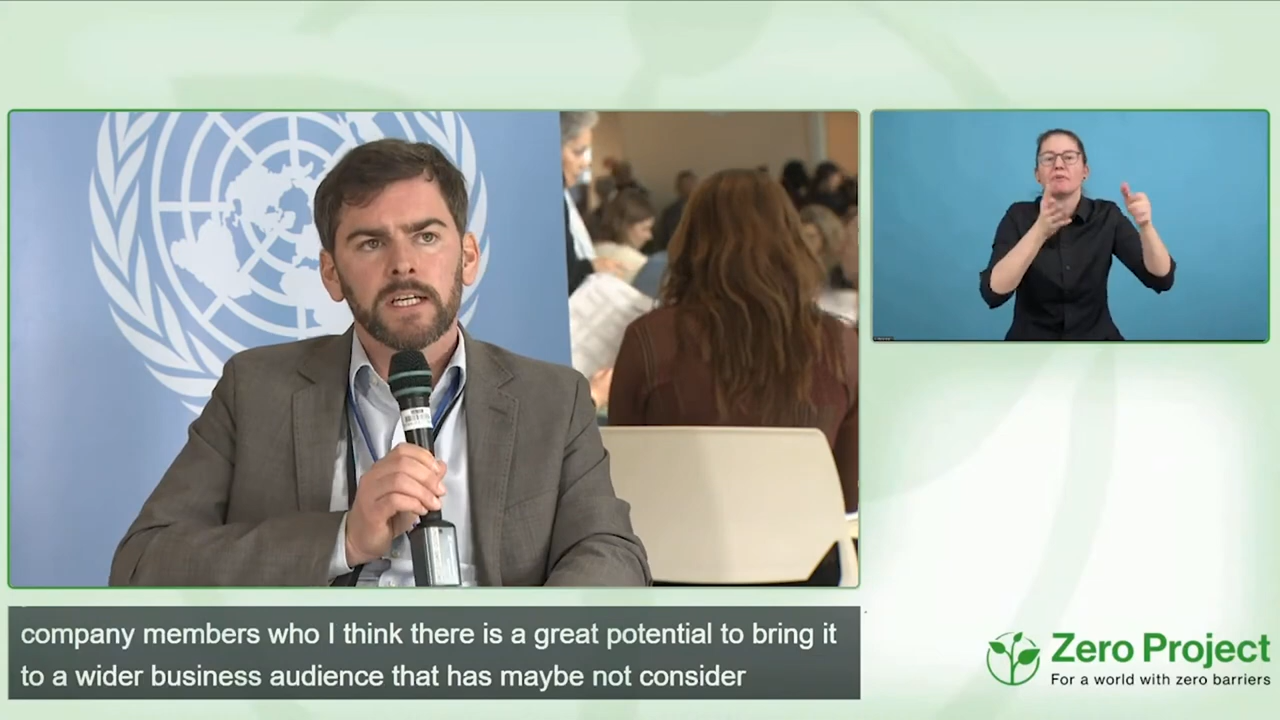 company members who I think there is a great potential to bring it
to a wider business audience that has maybe not consider
Zero Project
For a world with zero barriers